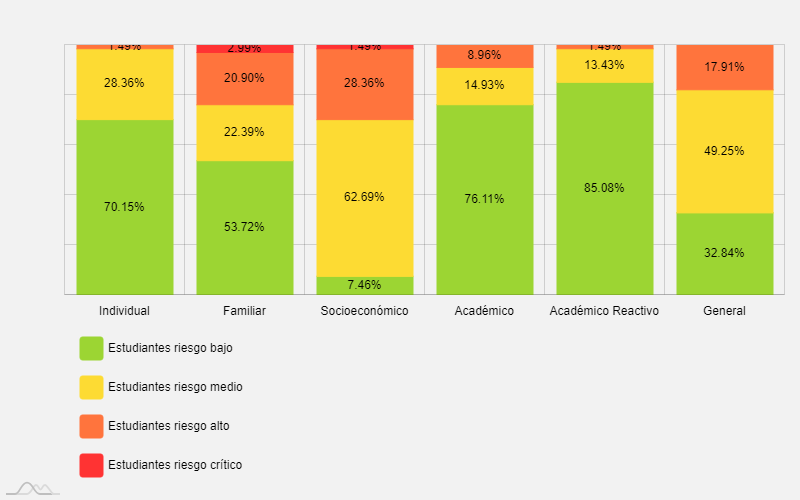 1.49% 2.99% 1.49% 8.96% 1.49% 17.91%
28.36% 20.90% 28.36% 14.93% 13.43% 49.25%
70.15% 22.39% 62.69% 76.11% 85.08% 32.84%
53.72% 7.46%
Individual Familiar Socioeconómico Académico Académico Reactivo General
Estudiantes riesgo bajo
Estudiantes riesgo medio
Estudiantes riesgo alto
Estudiantes riesgo crítico